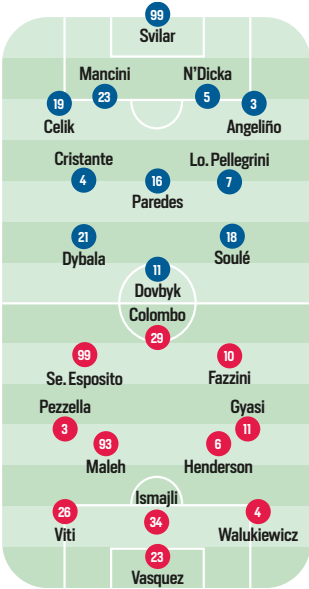 99
Svilar
Mancini
N'Dicka
23
5
19
3
Celik
Angeliño
Cristante
Lo. Pellegrini
4
16
7
Paredes
21
18
Dybala
Soulé
11
Dovbyk
Colombo
29
99
10
Se. Esposito
Fazzini
Pezzella
Gyasi
3
11
93
6
Maleh
Henderson
Ismajli
26
34
4
Viti
Walukiewicz
23
Vasquez